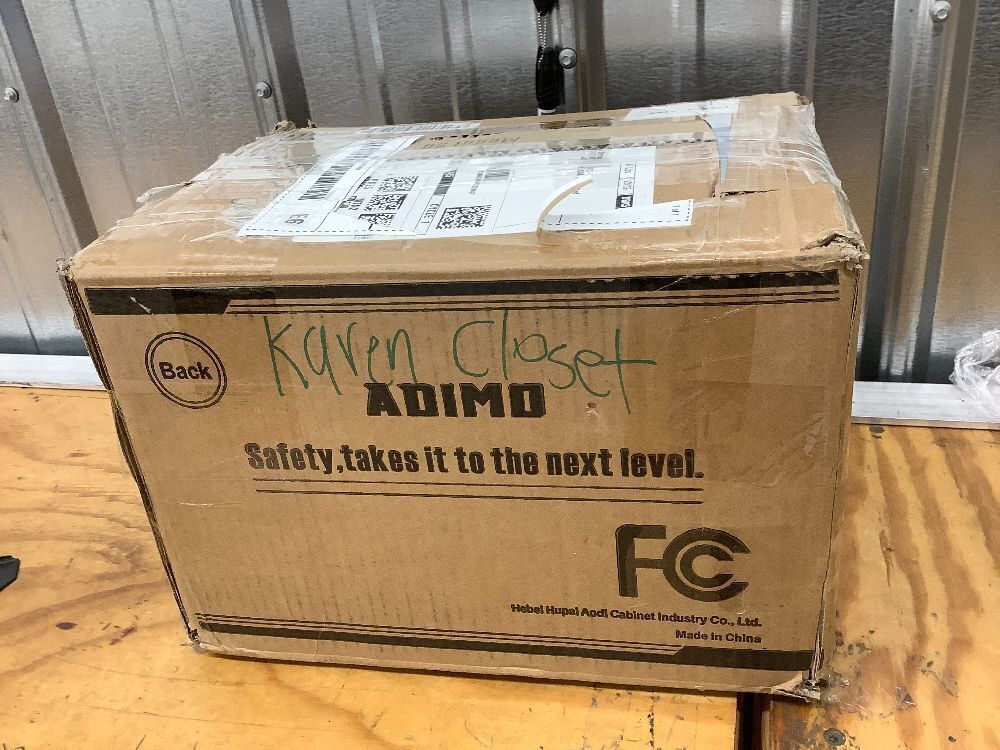 E6
Back
Karen Closet
ADIMO
Safety,takes it to the next level.
FC
Hebei Hupai Aodi Cabinet Industry Co., Ltd.
Made in China